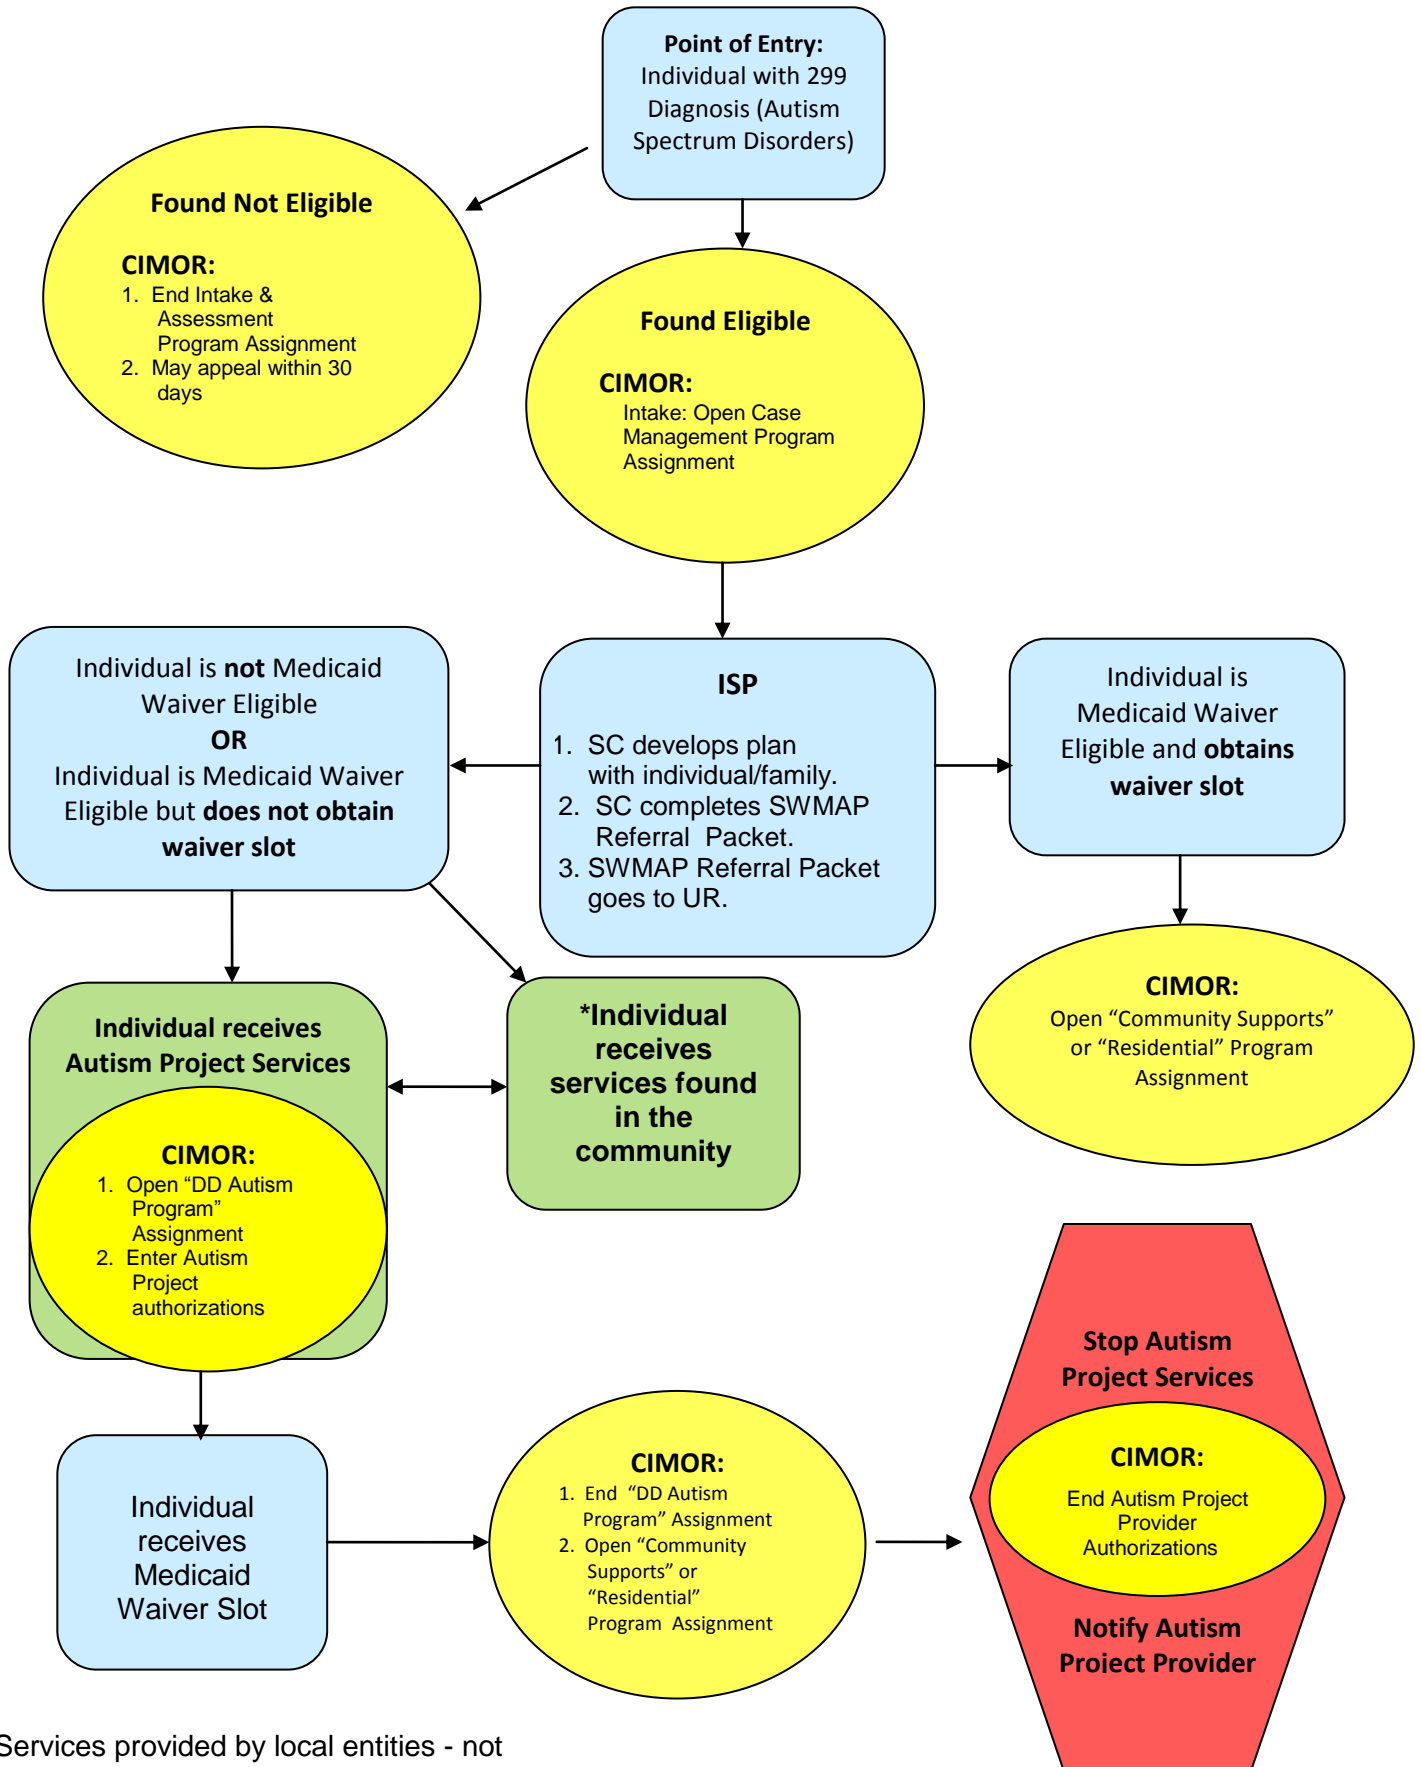 Point of Entry:
Individual with 299
Diagnosis (Autism
Spectrum Disorders)
Found Not Eligible
CIMOR:
1. End Intake &
Assessment
Program Assignment
2. May appeal within 30
days
Found Eligible
CIMOR:
Intake: Open Case
Management Program
Assignment
Individual is not Medicaid
Waiver Eligible
OR
Individual is Medicaid Waiver
Eligible but does not obtain
waiver slot
ISP
1. SC develops plan
with individual/family.
2. SC completes SWMAP
Referral Packet.
3. SWMAP Referral Packet
goes to UR.
Individual is
Medicaid Waiver
Eligible and obtains
waiver slot
CIMOR:
Open “Community Supports”
or “Residential” Program
Assignment
Individual receives
Autism Project Services
CIMOR:
1. Open “DD Autism
Program”
Assignment
2. Enter Autism
Project
authorizations
*Individual
receives
services found
in the
community
Individual
receives
Medicaid
Waiver Slot
CIMOR:
1. End “DD Autism
Program” Assignment
2. Open “Community
Supports” or
“Residential”
Program Assignment
Stop Autism
Project Services
CIMOR:
End Autism Project
Provider
Authorizations
Notify Autism
Project Provider
Services provided by local entities - not